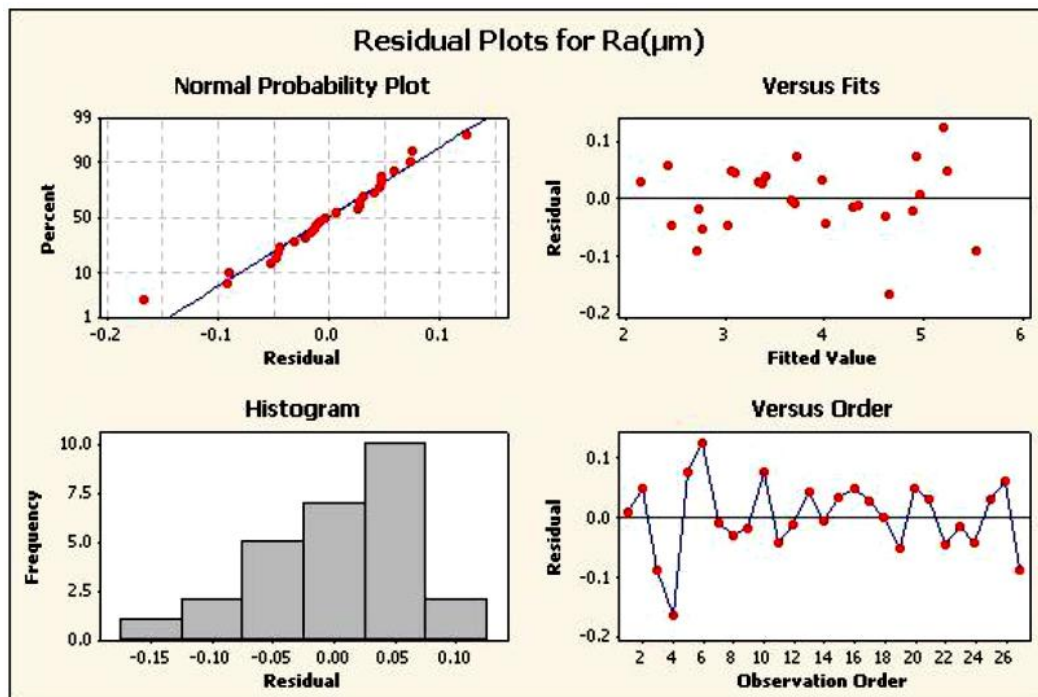 Residual Plots for Ra(µm)
Normal Probability Plot
99
90
50
10
1
Percent
-0.2 -0.1 0.0 0.1
Residual
Versus Fits
0.1
0.0
-0.1
-0.2
Residual
2 3 4 5 6
Fitted Value
Histogram
10.0
7.5
5.0
2.5
0.0
Frequency
-0.15 -0.10 -0.05 0.00 0.05 0.10
Residual
Versus Order
0.1
0.0
-0.1
-0.2
Residual
2 4 6 8 10 12 14 16 18 20 22 24 26
Observation Order